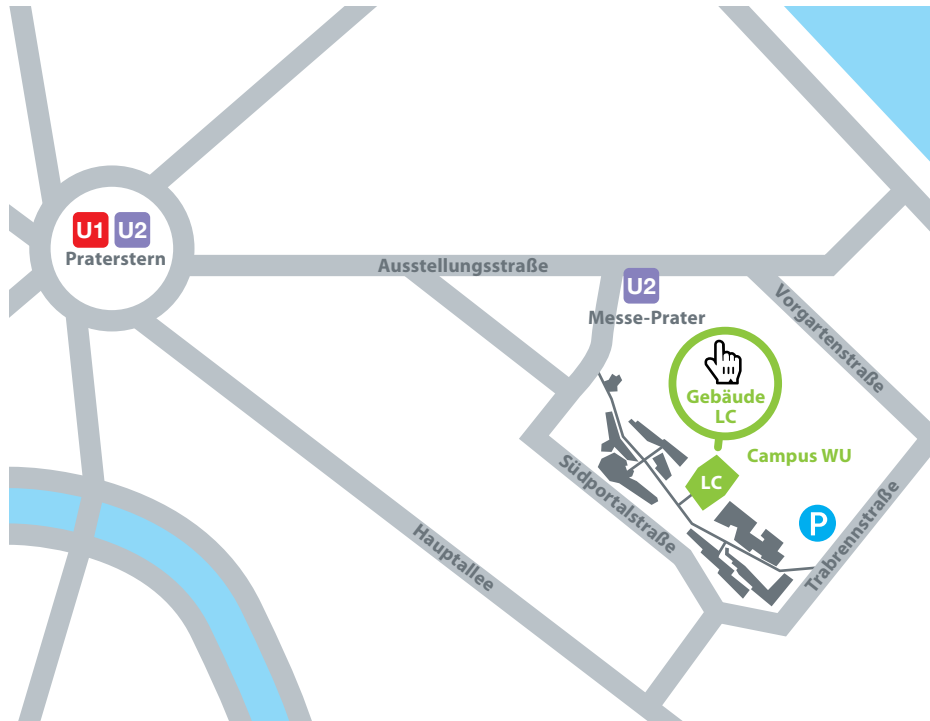 U1 U2
Praterstern
Ausstellungsstraße
U2
Messe-Prater
Vorgartenstraße
Gebäude
LC
Campus WU
LC
Südportalstraße
P
Trabrennstraße
Hauptallee